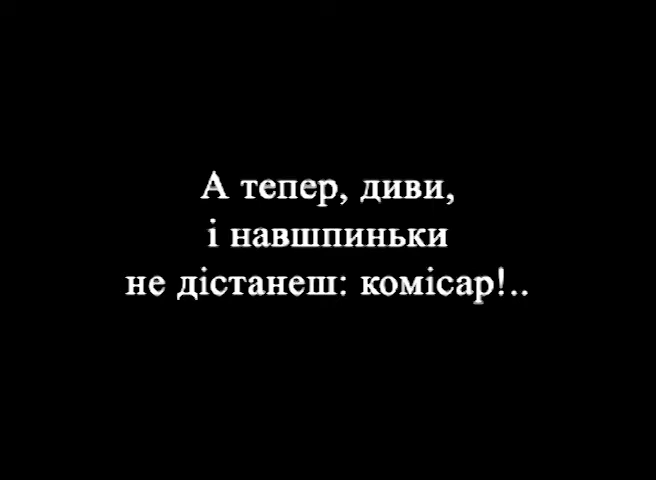 А тепер, диви,
і навшпиньки
не дістанеш: комісар!..